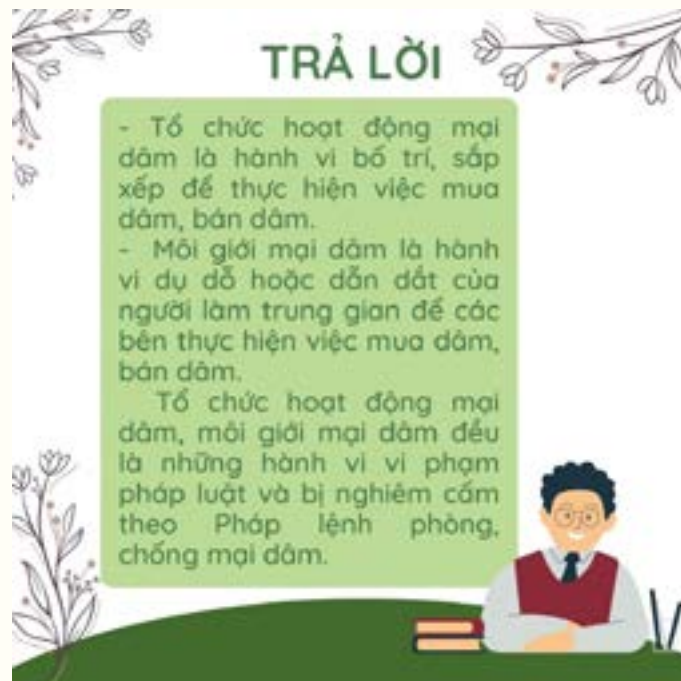 TRẢ LỜI
- Tổ chức hoạt động mại
dâm là hành vi bố trí, sắp
xếp để thực hiện việc mua
dâm, bán dâm.
- Môi giới mại dâm là hành
vi dụ dỗ hoặc dẫn dắt của
người làm trung gian để các
bên thực hiện việc mua dâm,
bán dâm.
Tổ chức hoạt động mại
dâm, môi giới mại dâm đều
là những hành vi vi phạm
pháp luật và bị nghiêm cấm
theo Pháp lệnh phòng,
chống mại dâm.